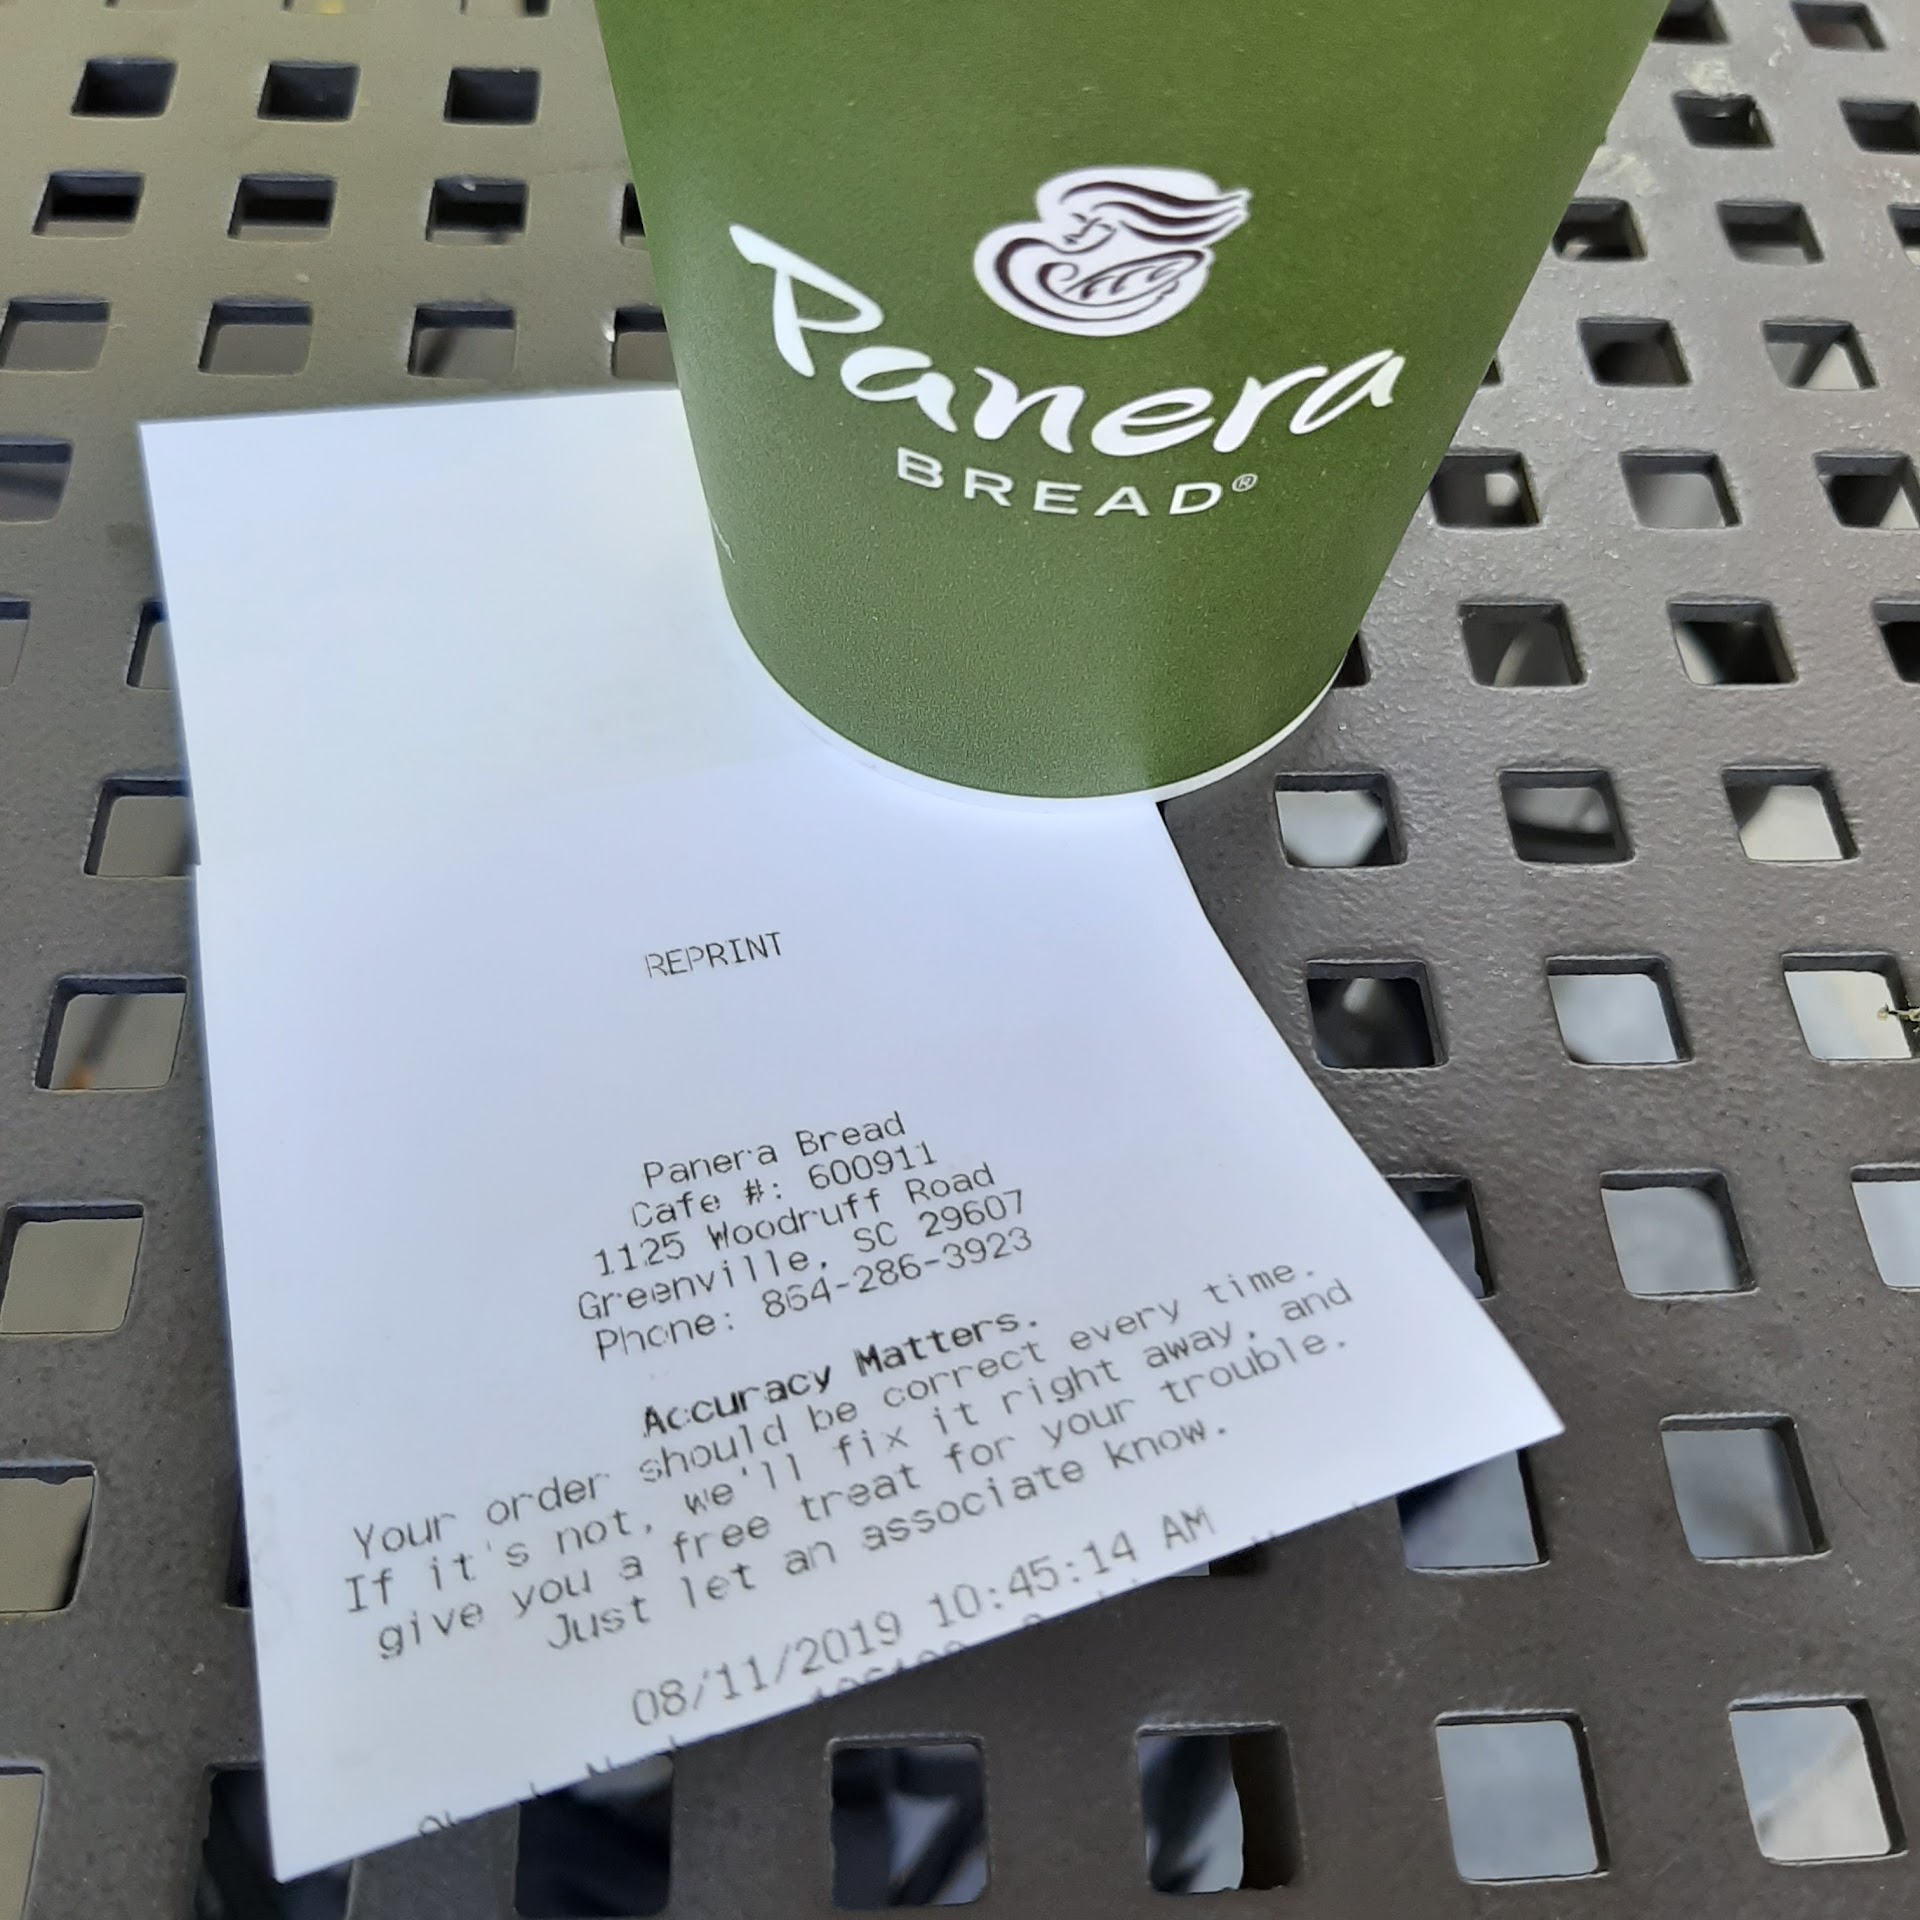 Panera
BREAD®
REPRINT
Panera Bread
Cafe #: 600911
1125 Woodruff Road
Greenville, SC 29607
Phone: 864-286-3923
Accuracy Matters.
Your order should be correct every time.
If it's not, we'll fix it right away, and
give you a free treat for your trouble.
Just let an associate know.
08/11/2019 10:45:14 AM